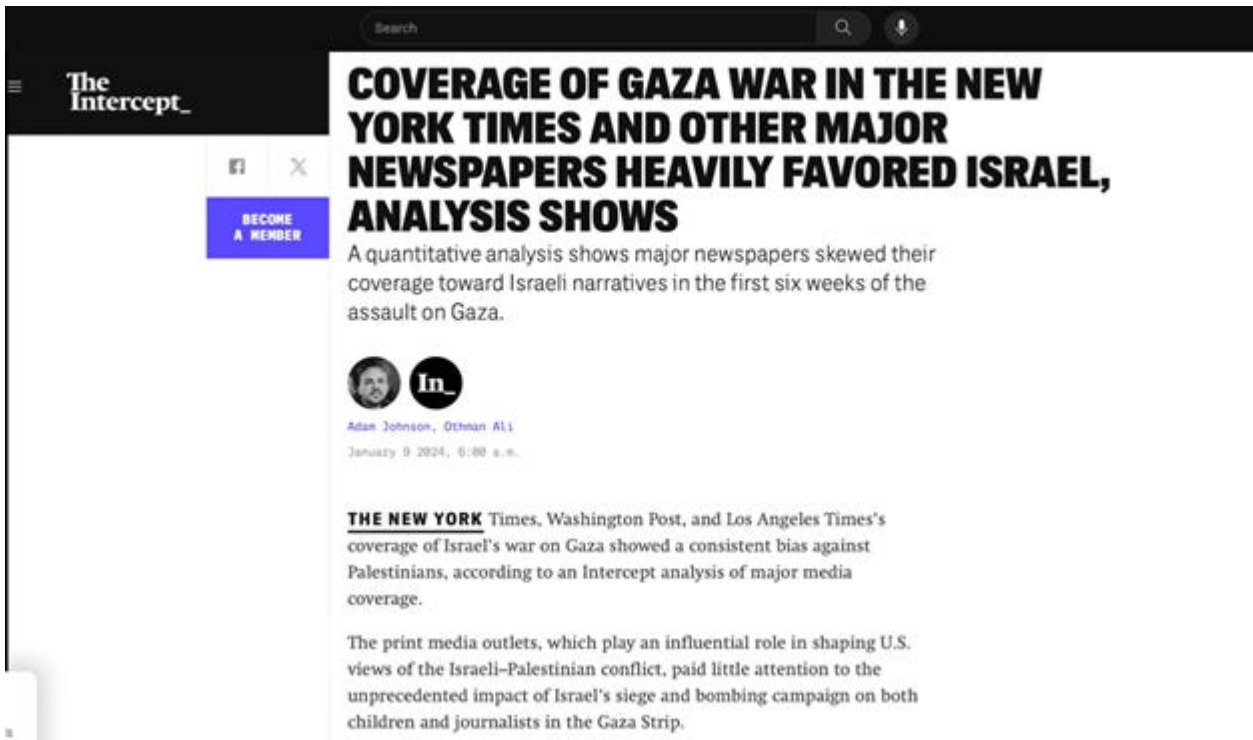 Search
The
Intercept_
BECOME
A MEMBER
COVERAGE OF GAZA WAR IN THE NEW
YORK TIMES AND OTHER MAJOR
NEWSPAPERS HEAVILY FAVORED ISRAEL,
ANALYSIS SHOWS
A quantitative analysis shows major newspapers skewed their
coverage toward Israeli narratives in the first six weeks of the
assault on Gaza.
In_
Adam Johnson, Othman Ali
January 9 2024, 6:00 a.m.
THE NEW YORK Times, Washington Post, and Los Angeles Times's
coverage of Israel's war on Gaza showed a consistent bias against
Palestinians, according to an Intercept analysis of major media
coverage.
The print media outlets, which play an influential role in shaping U.S.
views of the Israeli–Palestinian conflict, paid little attention to the
unprecedented impact of Israel's siege and bombing campaign on both
children and journalists in the Gaza Strip.